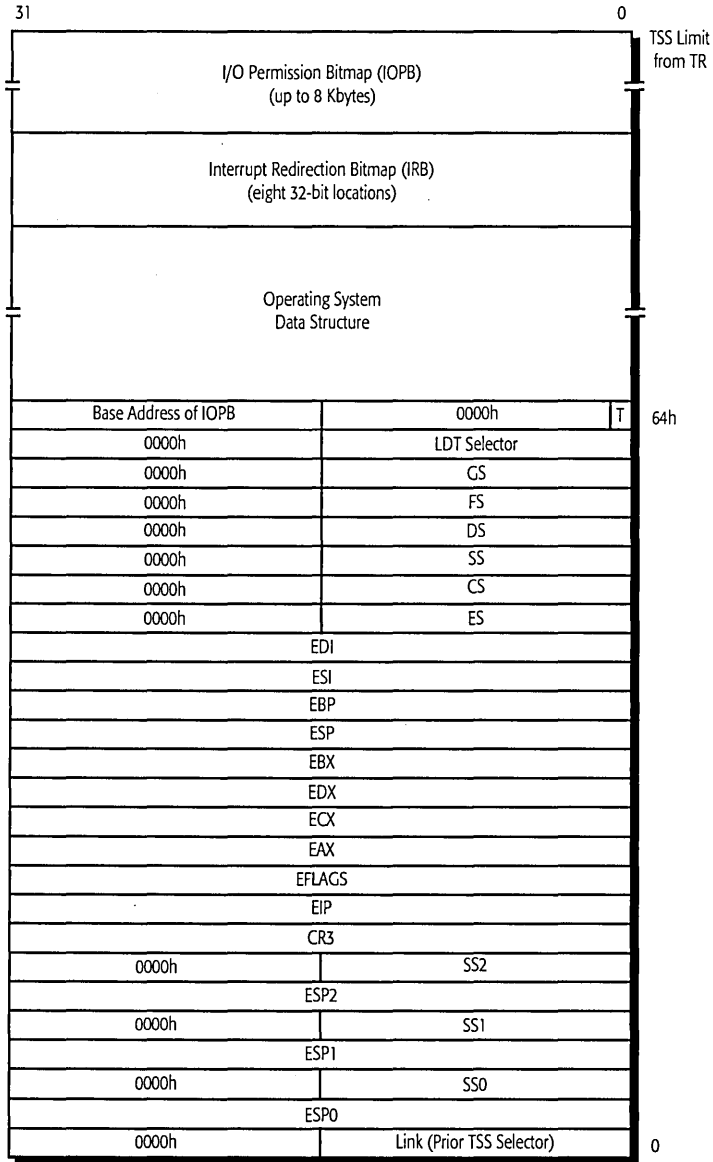 31 0
TSS Limit
from TR
I/O Permission Bitmap (IOPB)
(up to 8 Kbytes)
Interrupt Redirection Bitmap (IRB)
(eight 32-bit locations)
Operating System
Data Structure
Base Address of IOPB 0000h T 64h
0000h LDT Selector
0000h GS
0000h FS
0000h DS
0000h SS
0000h CS
0000h ES
EDI
ESI
EBP
ESP
EBX
EDX
ECX
EAX
EFLAGS
EIP
CR3
0000h SS2
ESP2
0000h SS1
ESP1
0000h SS0
ESP0
0000h Link (Prior TSS Selector) 0